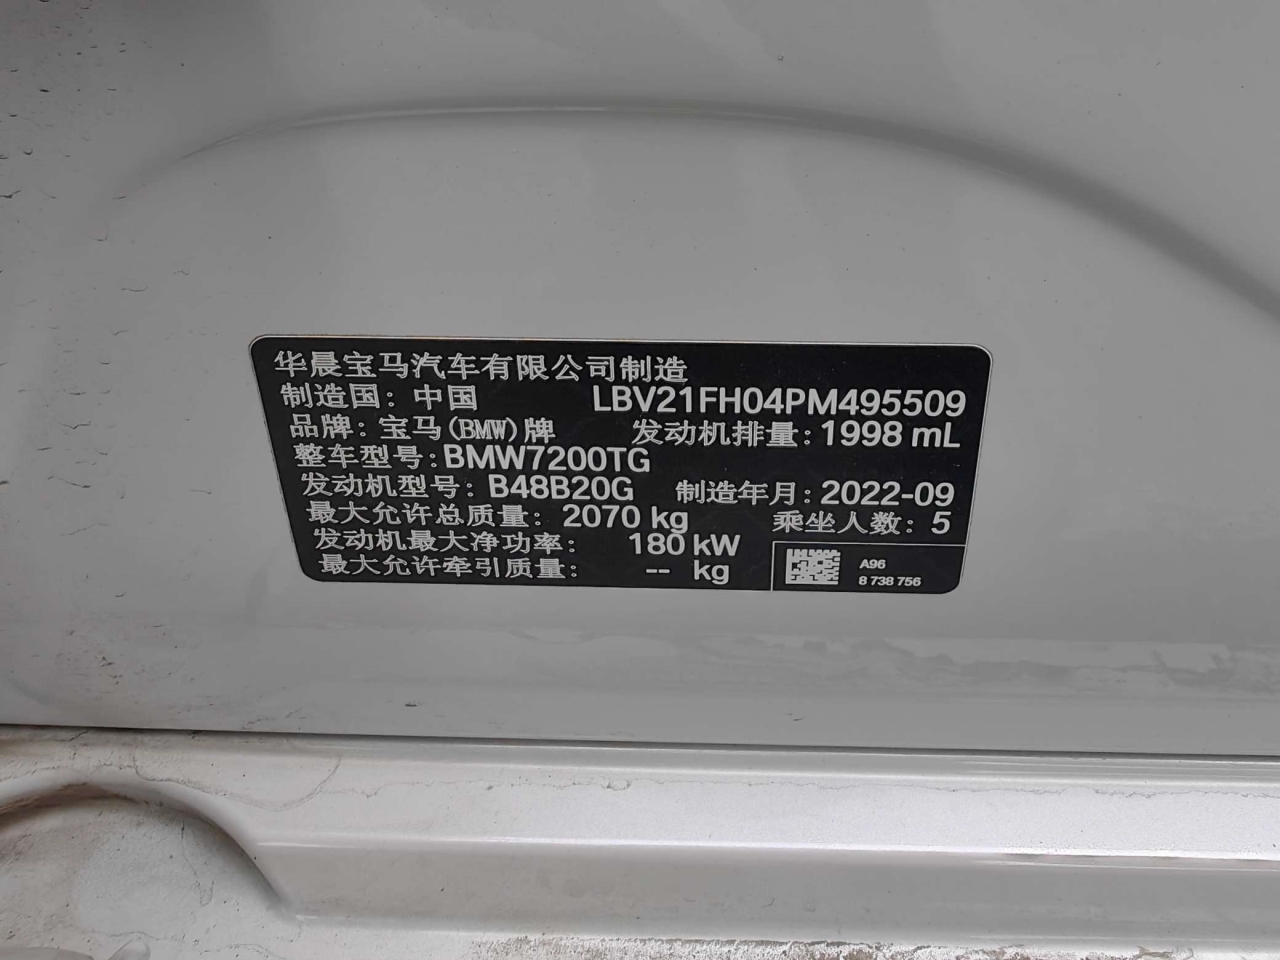 华晨宝马汽车有限公司制造
制造国：中国 LBV21FH04PM495509
品牌：宝马(BMW)牌 发动机排量：1998 mL
整车型号：BMW7200TG
发动机型号：B48B20G 制造年月：2022-09
最大允许总质量：2070 kg 乘坐人数：5
发动机最大净功率：180 kW
最大允许牵引质量：-- kg
A96
8 738 756